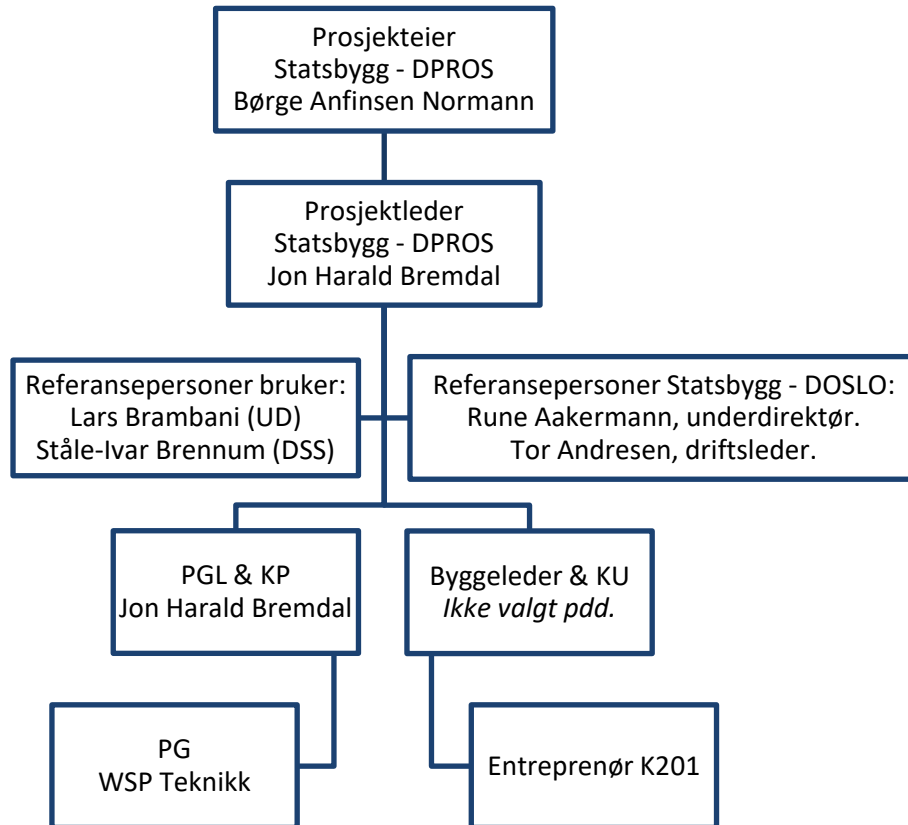 Prosjekteier
Statsbygg - DPROS
Børge Anfinsen Normann
Prosjektleder
Statsbygg - DPROS
Jon Harald Bremdal
Referansepersoner bruker:
Lars Brambani (UD)
Ståle-Ivar Brennum (DSS)
Referansepersoner Statsbygg - DOSLO:
Rune Aakermann, underdirektør.
Tor Andresen, driftsleder.
PGL & KP
Jon Harald Bremdal
Byggeleder & KU
Ikke valgt pdd.
PG
WSP Teknikk
Entreprenør K201